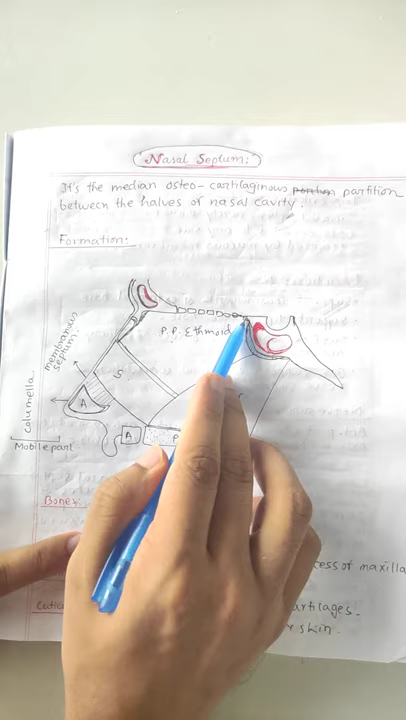 Nasal Septum:
It's the median osteo-cartilaginous portion partition
between the halves of nasal cavity.
Formation:
P.P. Ethmoid
membranous
septum
S
columella
A
Mobile part
A
P
Bones:
cess of maxilla
artilages.
skin.